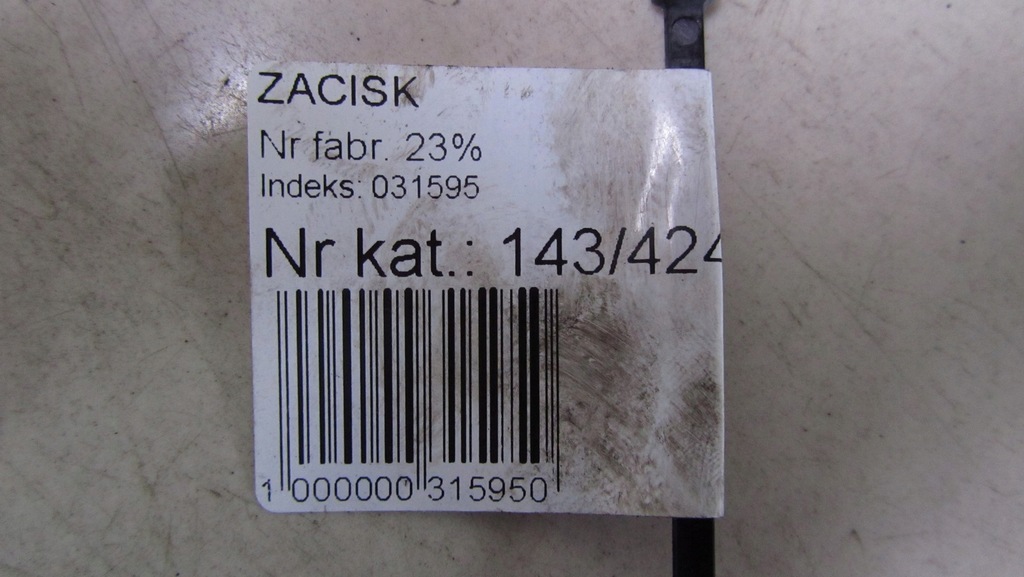 ZACISK
Nr fabr. 23%
Indeks: 031595
Nr kat.: 143/424
1 000000 315950